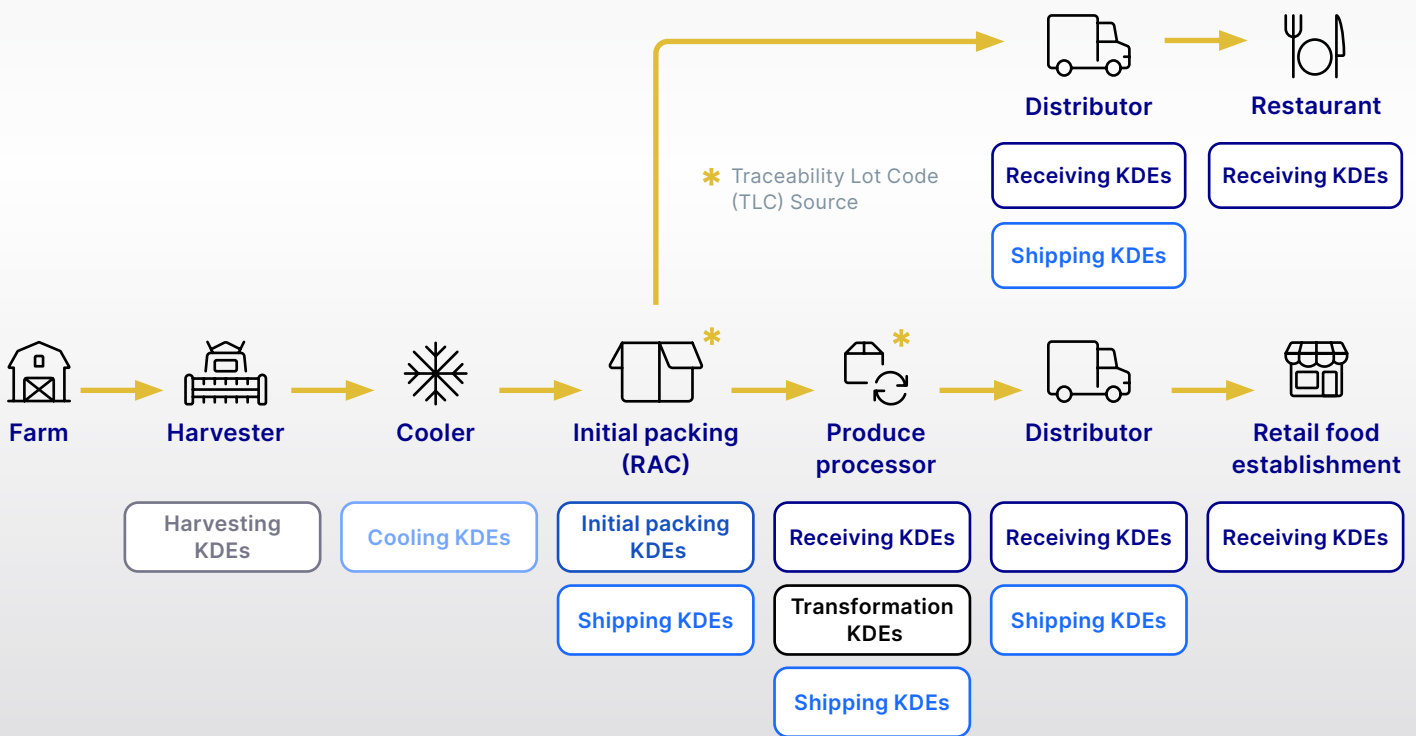 Distributor
Restaurant
Receiving KDEs
Receiving KDEs
* Traceability Lot Code
(TLC) Source
Shipping KDEs
*
*
Farm
Harvester
Cooler
Initial packing
(RAC)
Produce
processor
Distributor
Retail food
establishment
Harvesting
KDEs
Cooling KDEs
Initial packing
KDEs
Receiving KDEs
Receiving KDEs
Receiving KDEs
Shipping KDEs
Transformation
KDEs
Shipping KDEs
Shipping KDEs